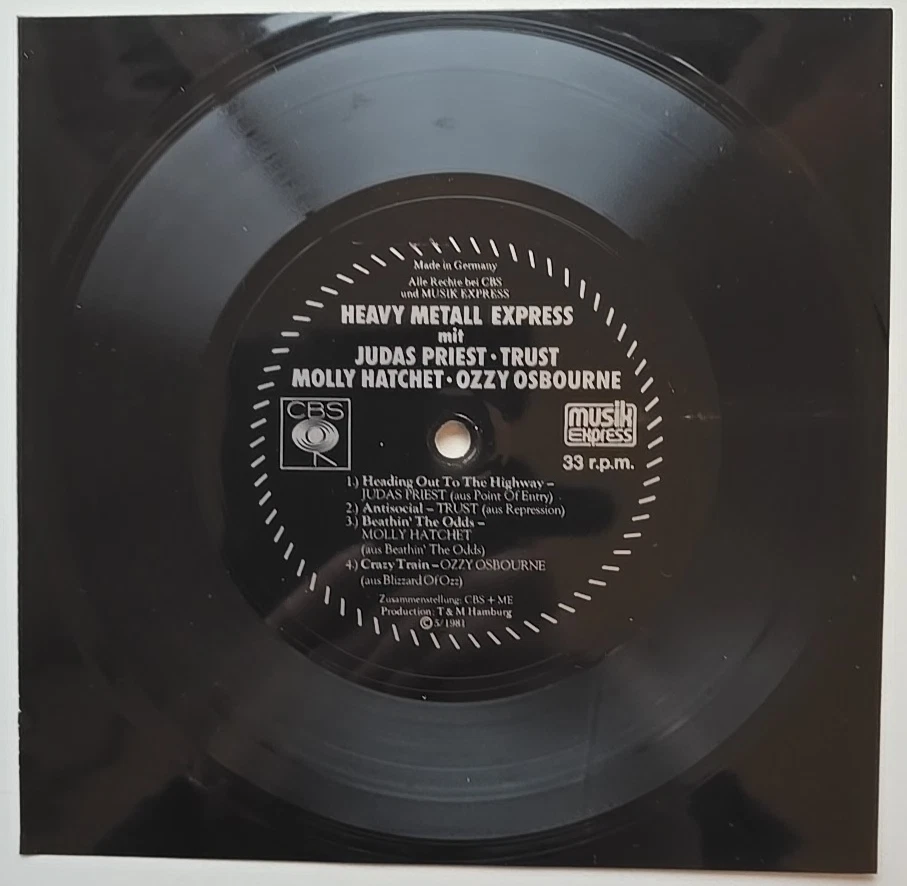 Made in Germany
Alle Rechte bei CBS
und MUSIK EXPRESS
HEAVY METALL EXPRESS
mit
JUDAS PRIEST · TRUST
MOLLY HATCHET · OZZY OSBOURNE
CBS
musik
EXPRESS
33 r.p.m.
1.) Heading Out To The Highway –
JUDAS PRIEST (aus Point Of Entry)
2.) Antisocial – TRUST (aus Repression)
3.) Beathin' The Odds –
MOLLY HATCHET
(aus Beathin' The Odds)
4.) Crazy Train – OZZY OSBOURNE
(aus Blizzard Of Ozz)
Zusammenstellung: CBS + ME
Production: T & M Hamburg
© 5/1981